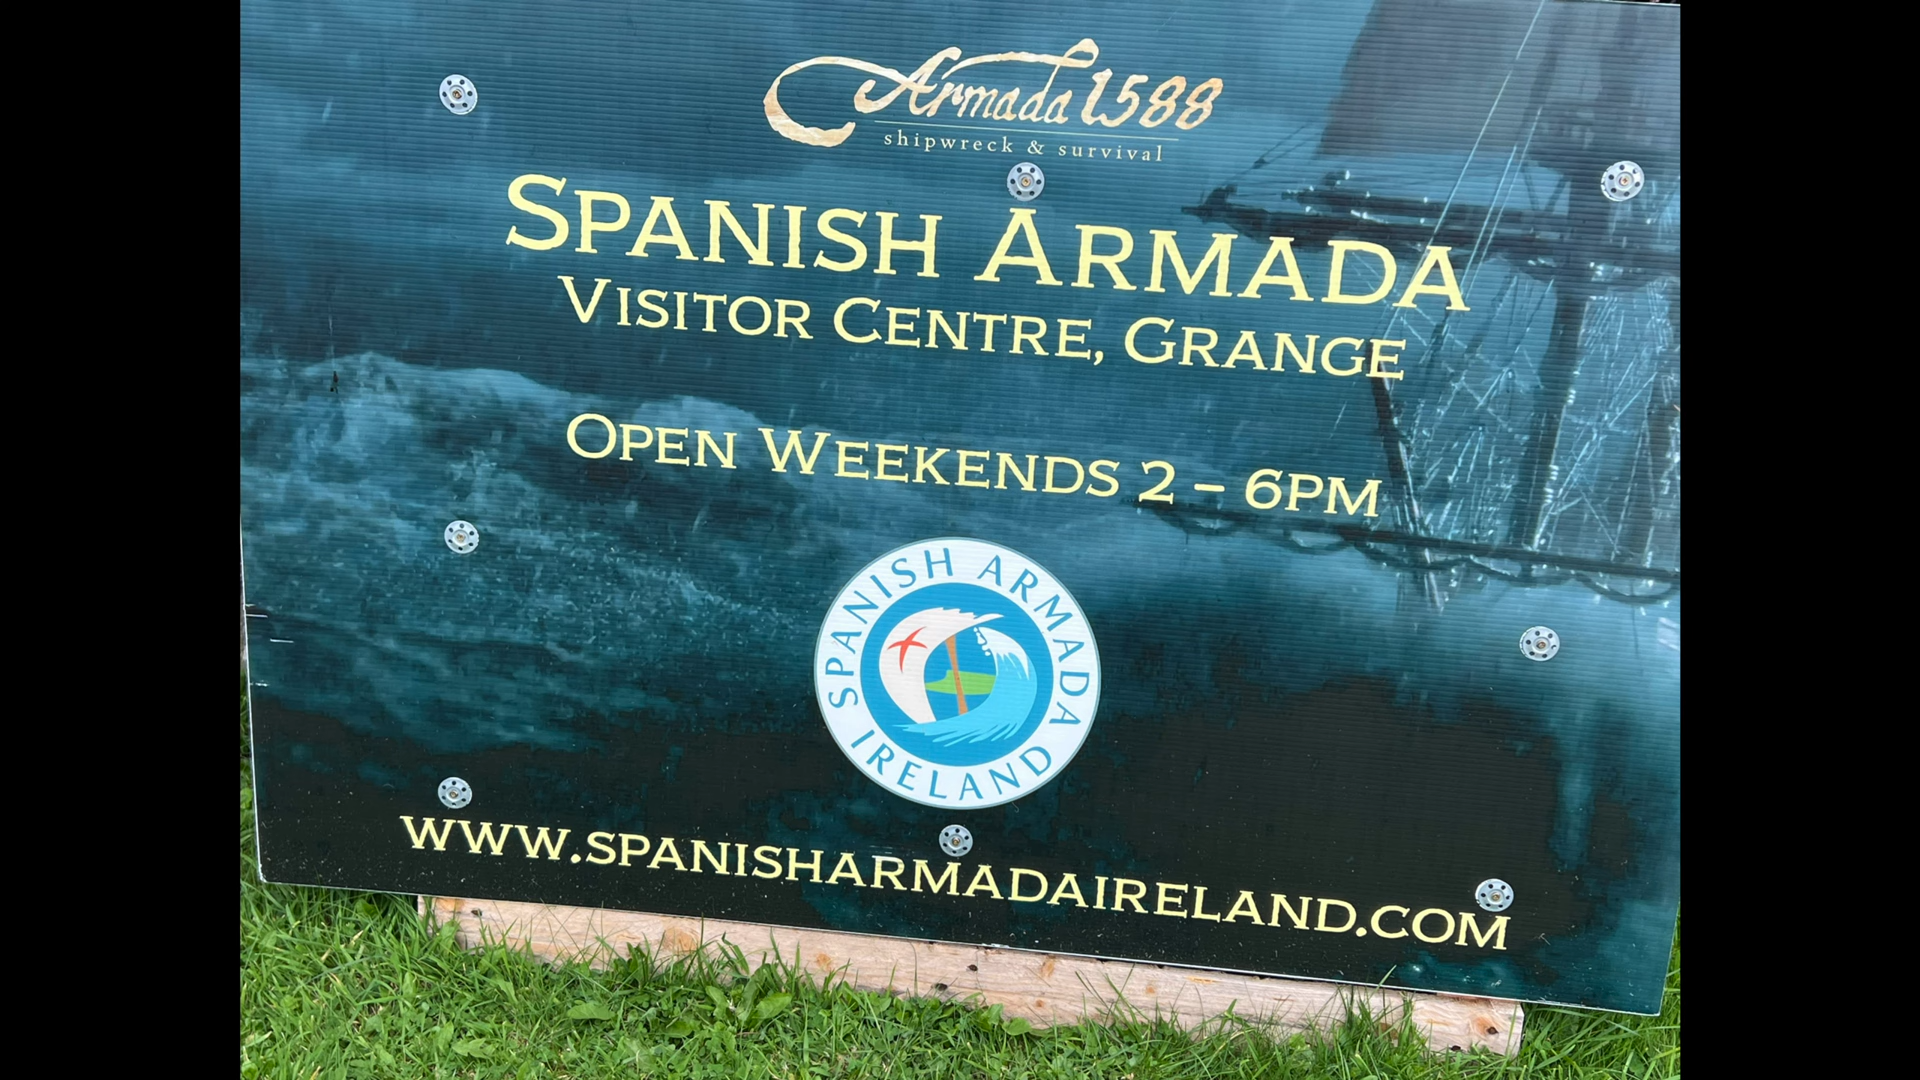 Armada 1588
shipwreck & survival
SPANISH ARMADA
VISITOR CENTRE, GRANGE
OPEN WEEKENDS 2 – 6PM
SPANISH ARMADA
IRELAND
WWW.SPANISHARMADAIRELAND.COM